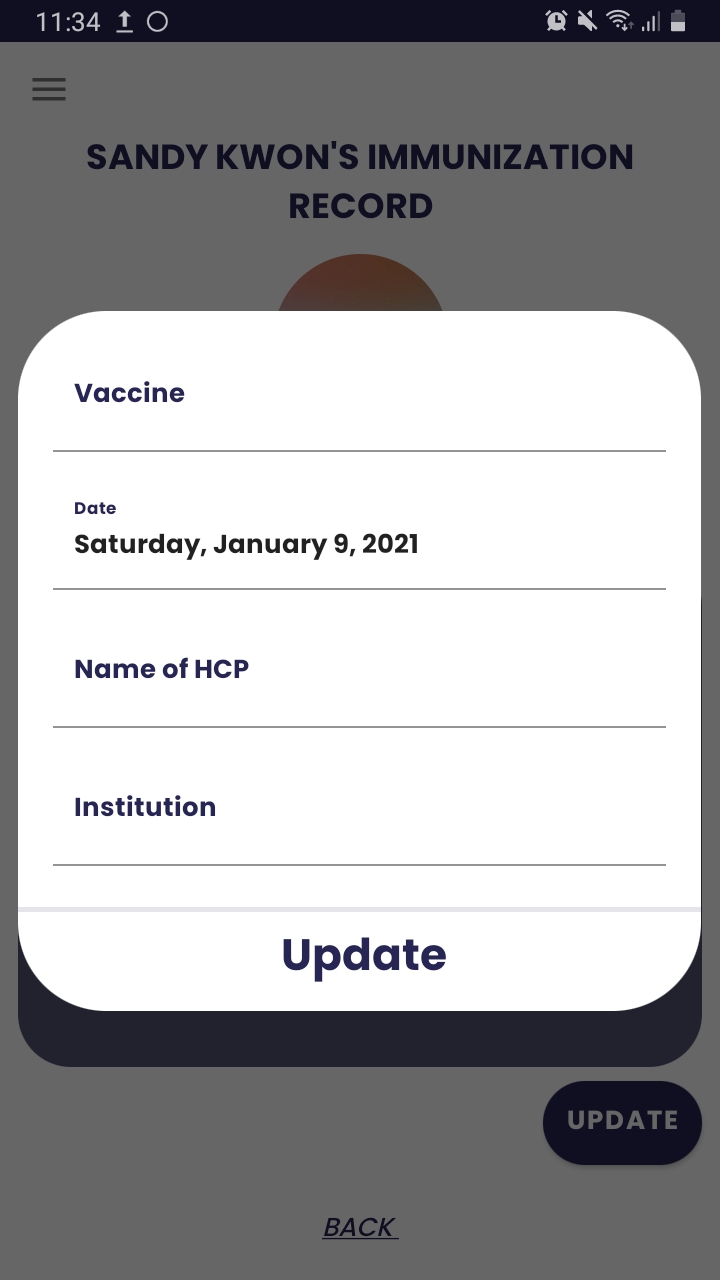 11:34
SANDY KWON'S IMMUNIZATION
RECORD
Vaccine
Date
Saturday, January 9, 2021
Name of HCP
Institution
Update
UPDATE
BACK